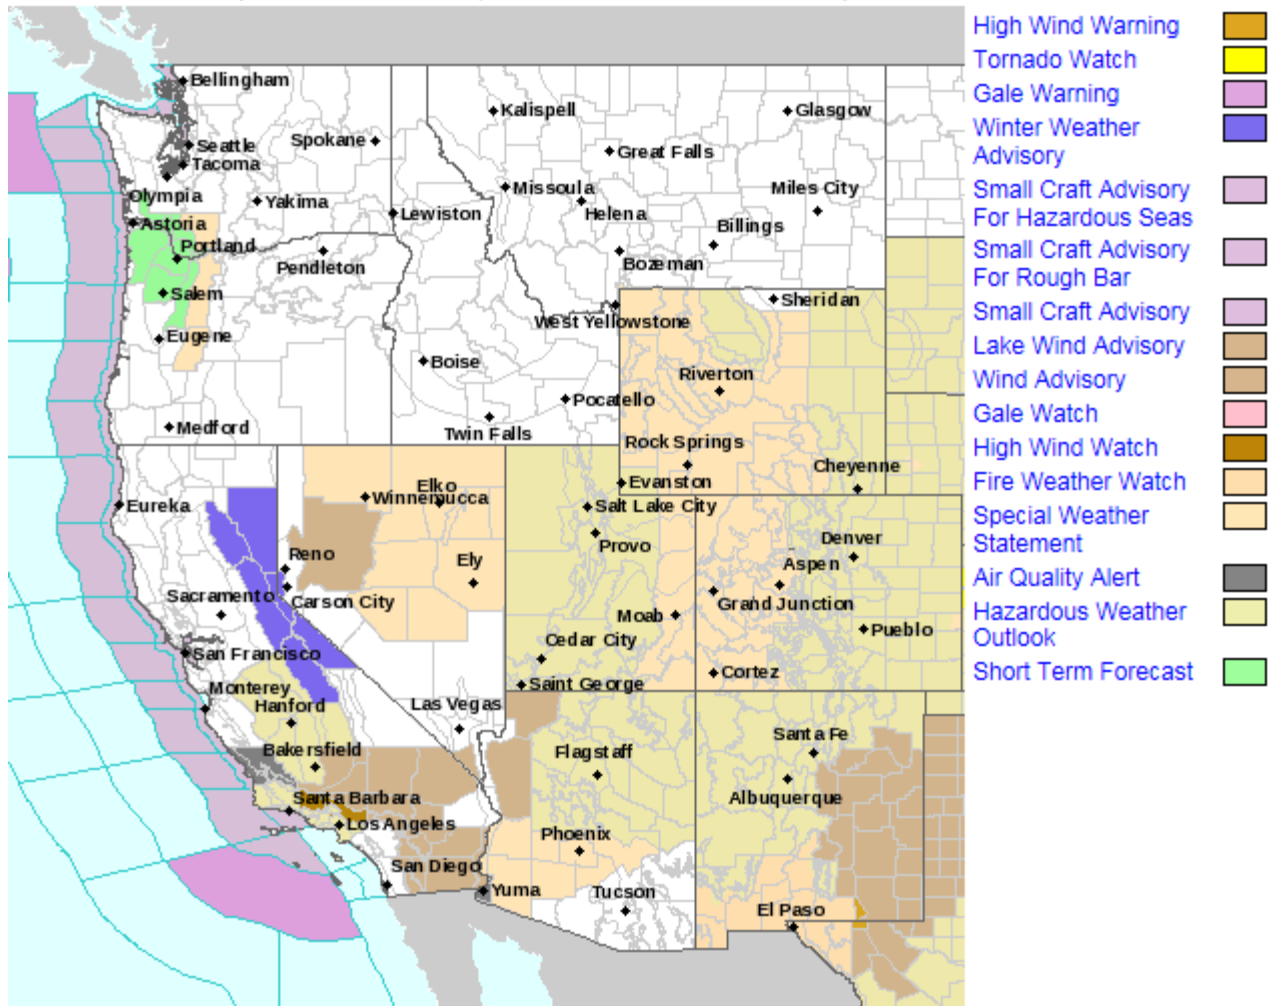 Bellingham
Kalispell
Glasgow
Seattle
Spokane
Great Falls
Tacoma
Missoula
Miles City
Olympia
Yakima
Lewiston
Helena
Astoria
Billings
Portland
Pendleton
Bozeman
Salem
Sheridan
West Yellowstone
Eugene
Boise
Riverton
Pocatello
Medford
Twin Falls
Rock Springs
Cheyenne
Evanston
Elko
Winnemucca
Eureka
Salt Lake City
Provo
Denver
Reno
Ely
Aspen
Sacramento
Carson City
Grand Junction
Moab
Pueblo
Cedar City
San Francisco
Cortez
Saint George
Monterey
Hanford
Las Vegas
Santa Fe
Bakersfield
Flagstaff
Albuquerque
Santa Barbara
Los Angeles
Phoenix
San Diego
Yuma
Tucson
El Paso
High Wind Warning
Tornado Watch
Gale Warning
Winter Weather
Advisory
Small Craft Advisory
For Hazardous Seas
Small Craft Advisory
For Rough Bar
Small Craft Advisory
Lake Wind Advisory
Wind Advisory
Gale Watch
High Wind Watch
Fire Weather Watch
Special Weather
Statement
Air Quality Alert
Hazardous Weather
Outlook
Short Term Forecast